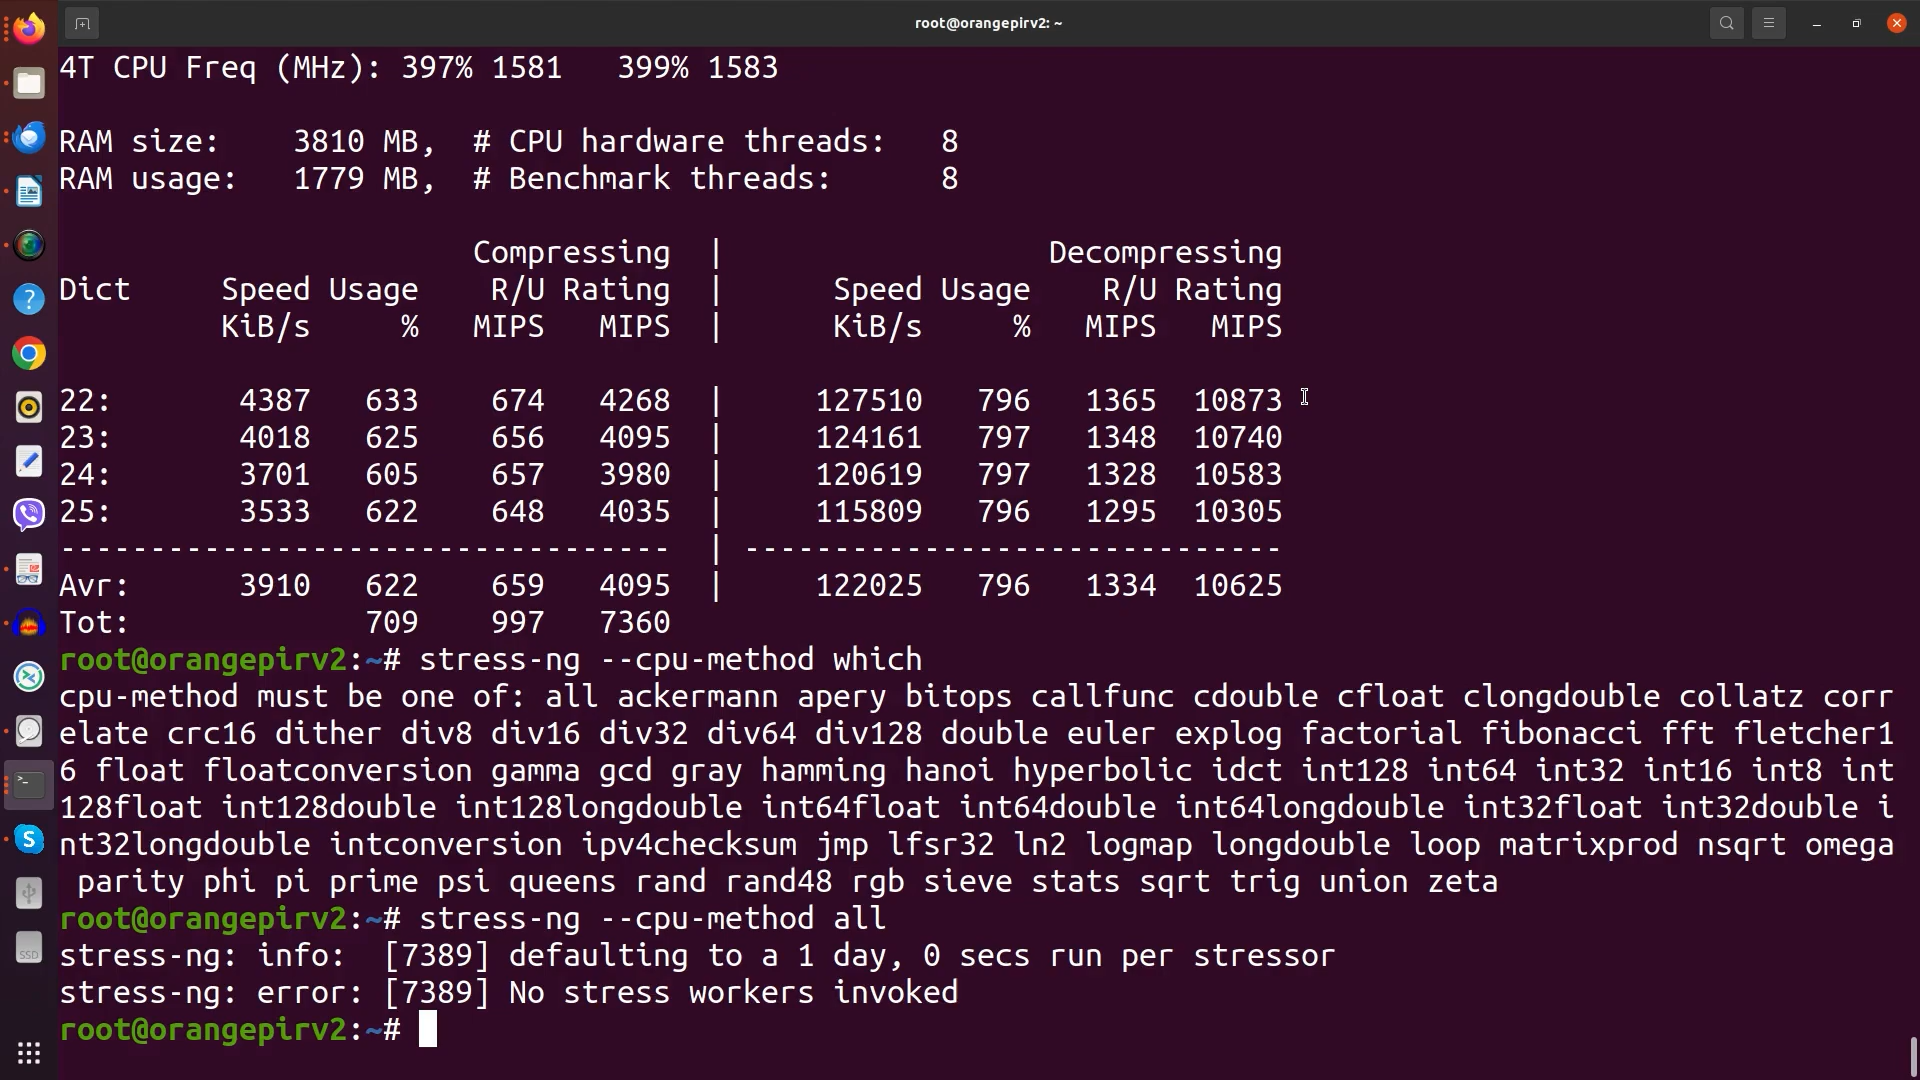 root@orangepirv2: ~
4T CPU Freq (MHz): 397% 1581   399% 1583
RAM size:    3810 MB,  # CPU hardware threads:   8
RAM usage:   1779 MB,  # Benchmark threads:      8
                       Compressing  |                  Decompressing
Dict     Speed Usage    R/U Rating  |      Speed Usage    R/U Rating
         KiB/s     %   MIPS   MIPS  |      KiB/s     %   MIPS   MIPS
22:       4387   633    674   4268  |     127510   796   1365  10873
23:       4018   625    656   4095  |     124161   797   1348  10740
24:       3701   605    657   3980  |     120619   797   1328  10583
25:       3533   622    648   4035  |     115809   796   1295  10305
----------------------------------  | ------------------------------
Avr:      3910   622    659   4095  |     122025   796   1334  10625
Tot:             709    997   7360
root@orangepirv2:~# stress-ng --cpu-method which
cpu-method must be one of: all ackermann apery bitops callfunc cdouble cfloat clongdouble collatz corr
elate crc16 dither div8 div16 div32 div64 div128 double euler explog factorial fibonacci fft fletcher1
6 float floatconversion gamma gcd gray hamming hanoi hyperbolic idct int128 int64 int32 int16 int8 int
128float int128double int128longdouble int64float int64double int64longdouble int32float int32double i
nt32longdouble intconversion ipv4checksum jmp lfsr32 ln2 logmap longdouble loop matrixprod nsqrt omega
 parity phi pi prime psi queens rand rand48 rgb sieve stats sqrt trig union zeta
root@orangepirv2:~# stress-ng --cpu-method all
stress-ng: info:  [7389] defaulting to a 1 day, 0 secs run per stressor
stress-ng: error: [7389] No stress workers invoked
root@orangepirv2:~#
SSD